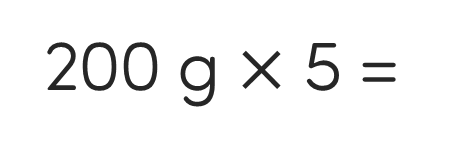 200 g × 5 =